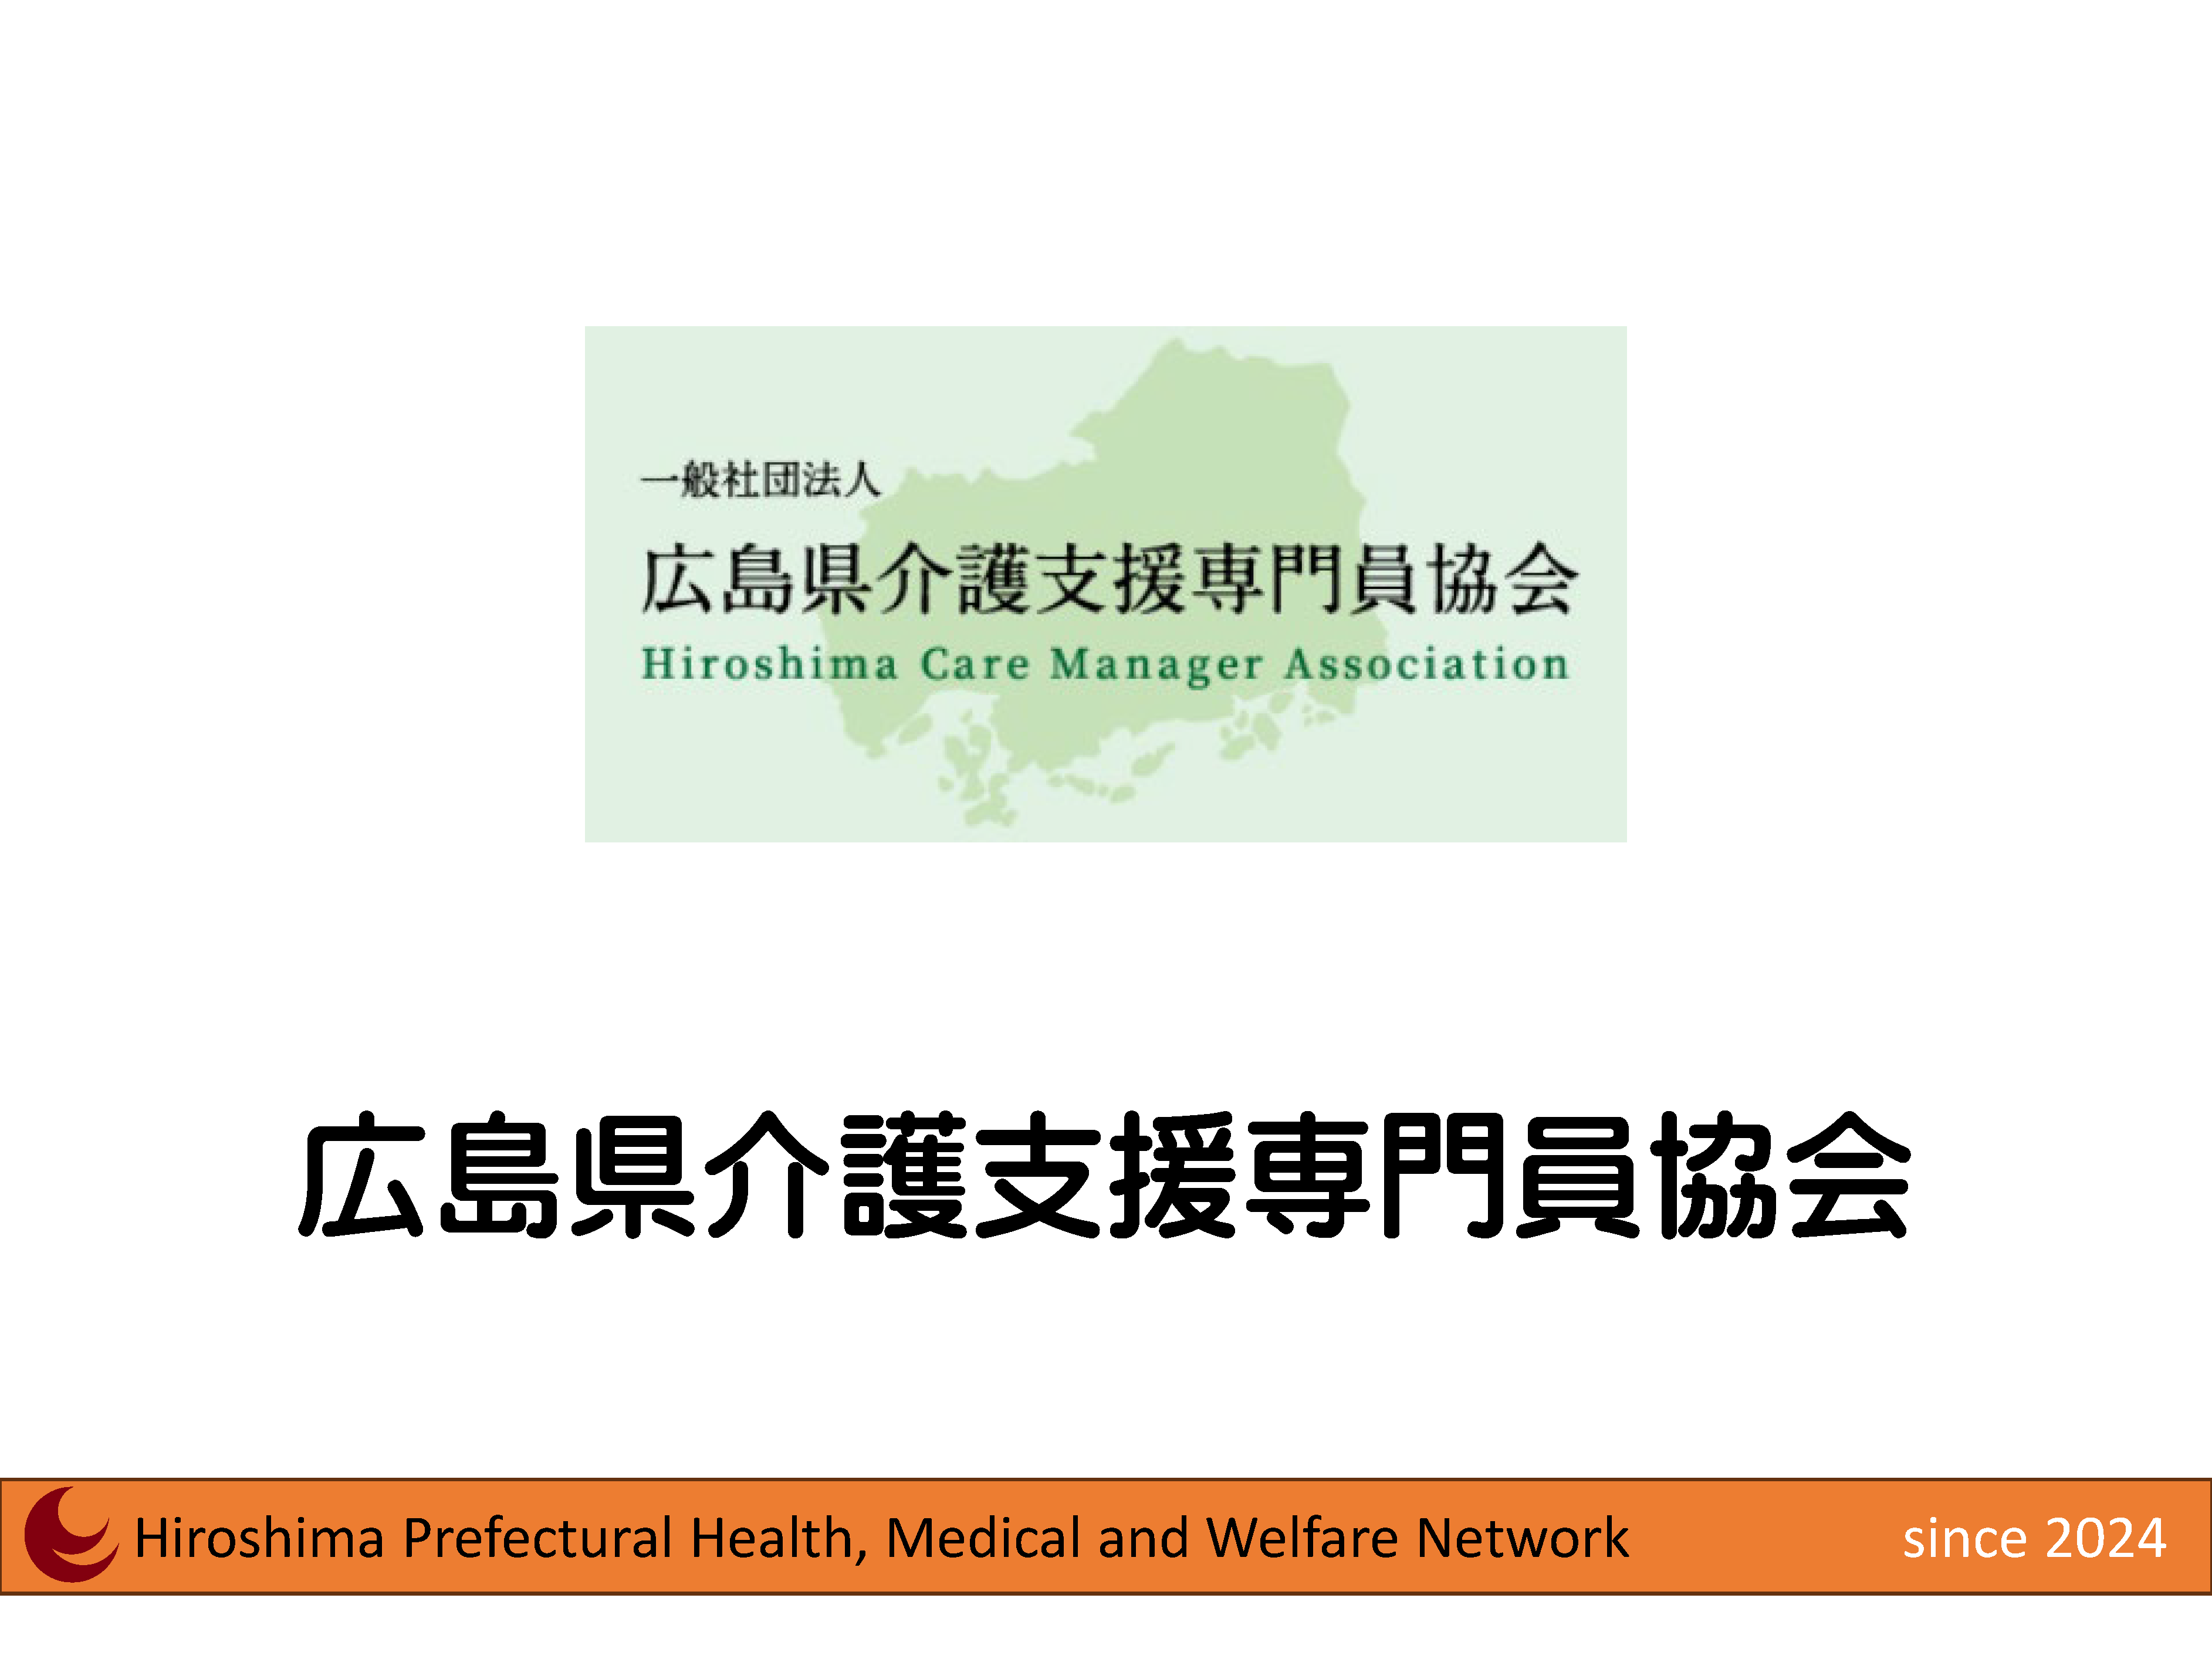 一般社団法人
広島県介護支援専門員協会
Hiroshima Care Manager Association
広島県介護支援専門員協会
Hiroshima Prefectural Health, Medical and Welfare Network since 2024